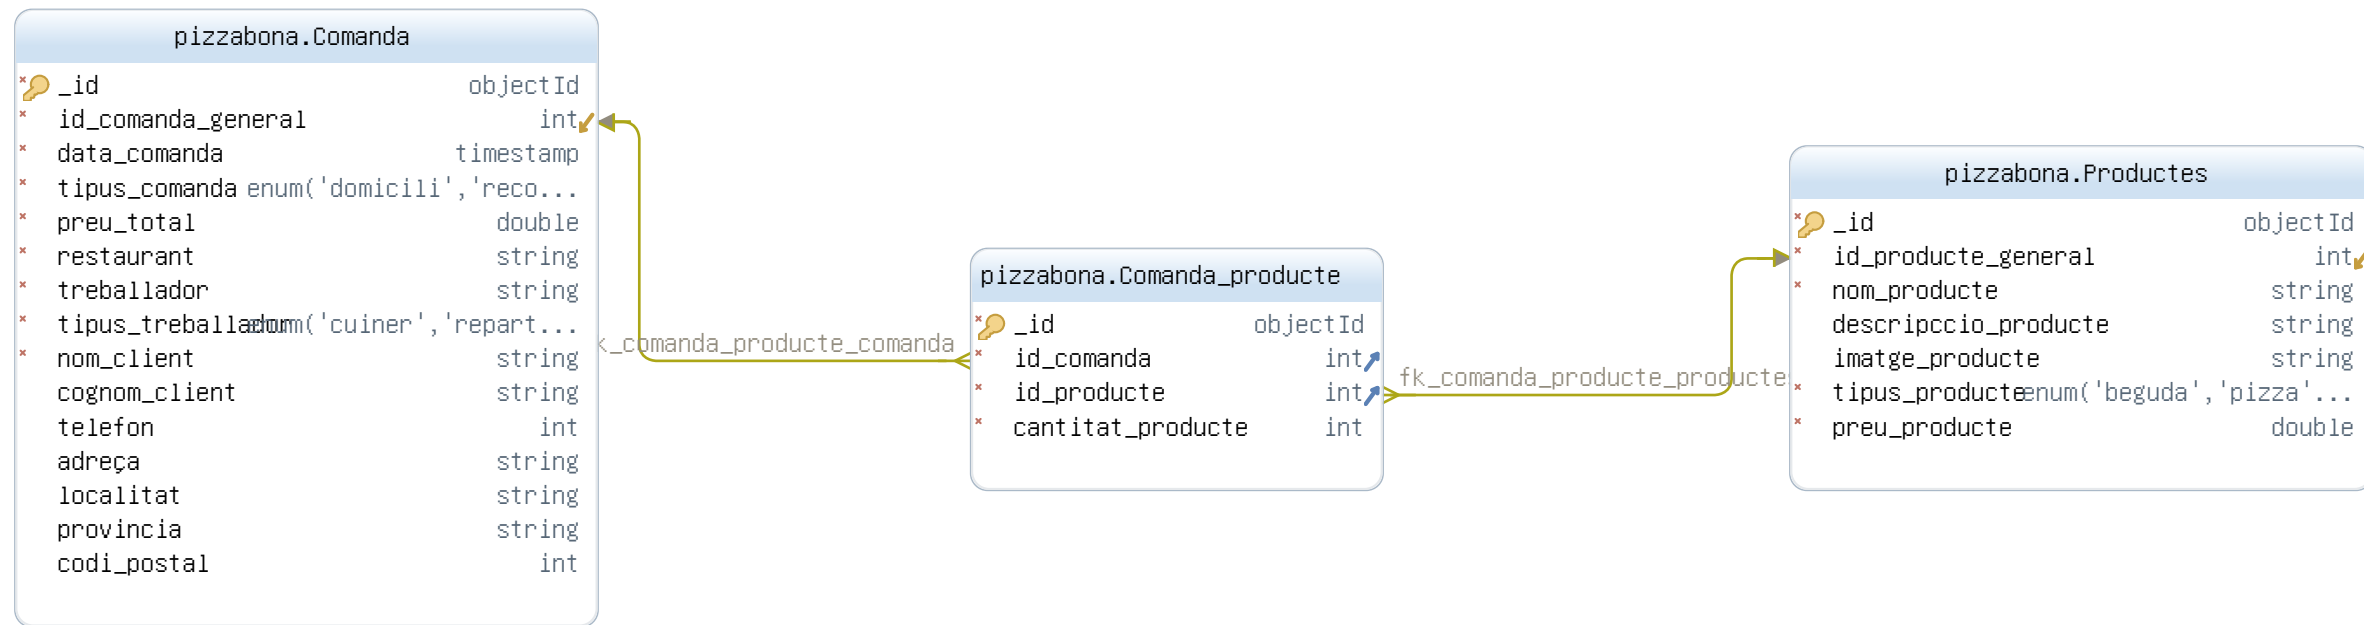 pizzabona.Comanda
_id objectId
id_comanda_general int
data_comanda timestamp
tipus_comanda enum('domicili','reco...
preu_total double
restaurant string
treballador string
tipus_treballador enum('cuiner','repart...
nom_client string
cognom_client string
telefon int
adreça string
localitat string
provincia string
codi_postal int
k_comanda_producte_comanda
pizzabona.Comanda_producte
_id objectId
id_comanda int
id_producte int
cantitat_producte int
fk_comanda_producte_productes
pizzabona.Productes
_id objectId
id_producte_general int
nom_producte string
descripccio_producte string
imatge_producte string
tipus_producte enum('beguda','pizza'...
preu_producte double